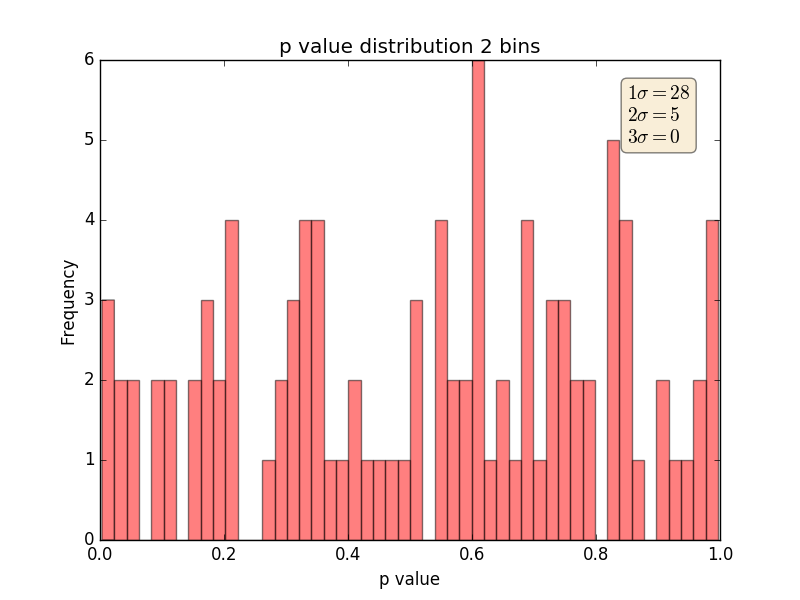 p value distribution 2 bins
6
5
4
3
2
1
0
Frequency
1σ = 28
2σ = 5
3σ = 0
0.0 0.2 0.4 0.6 0.8 1.0
p value